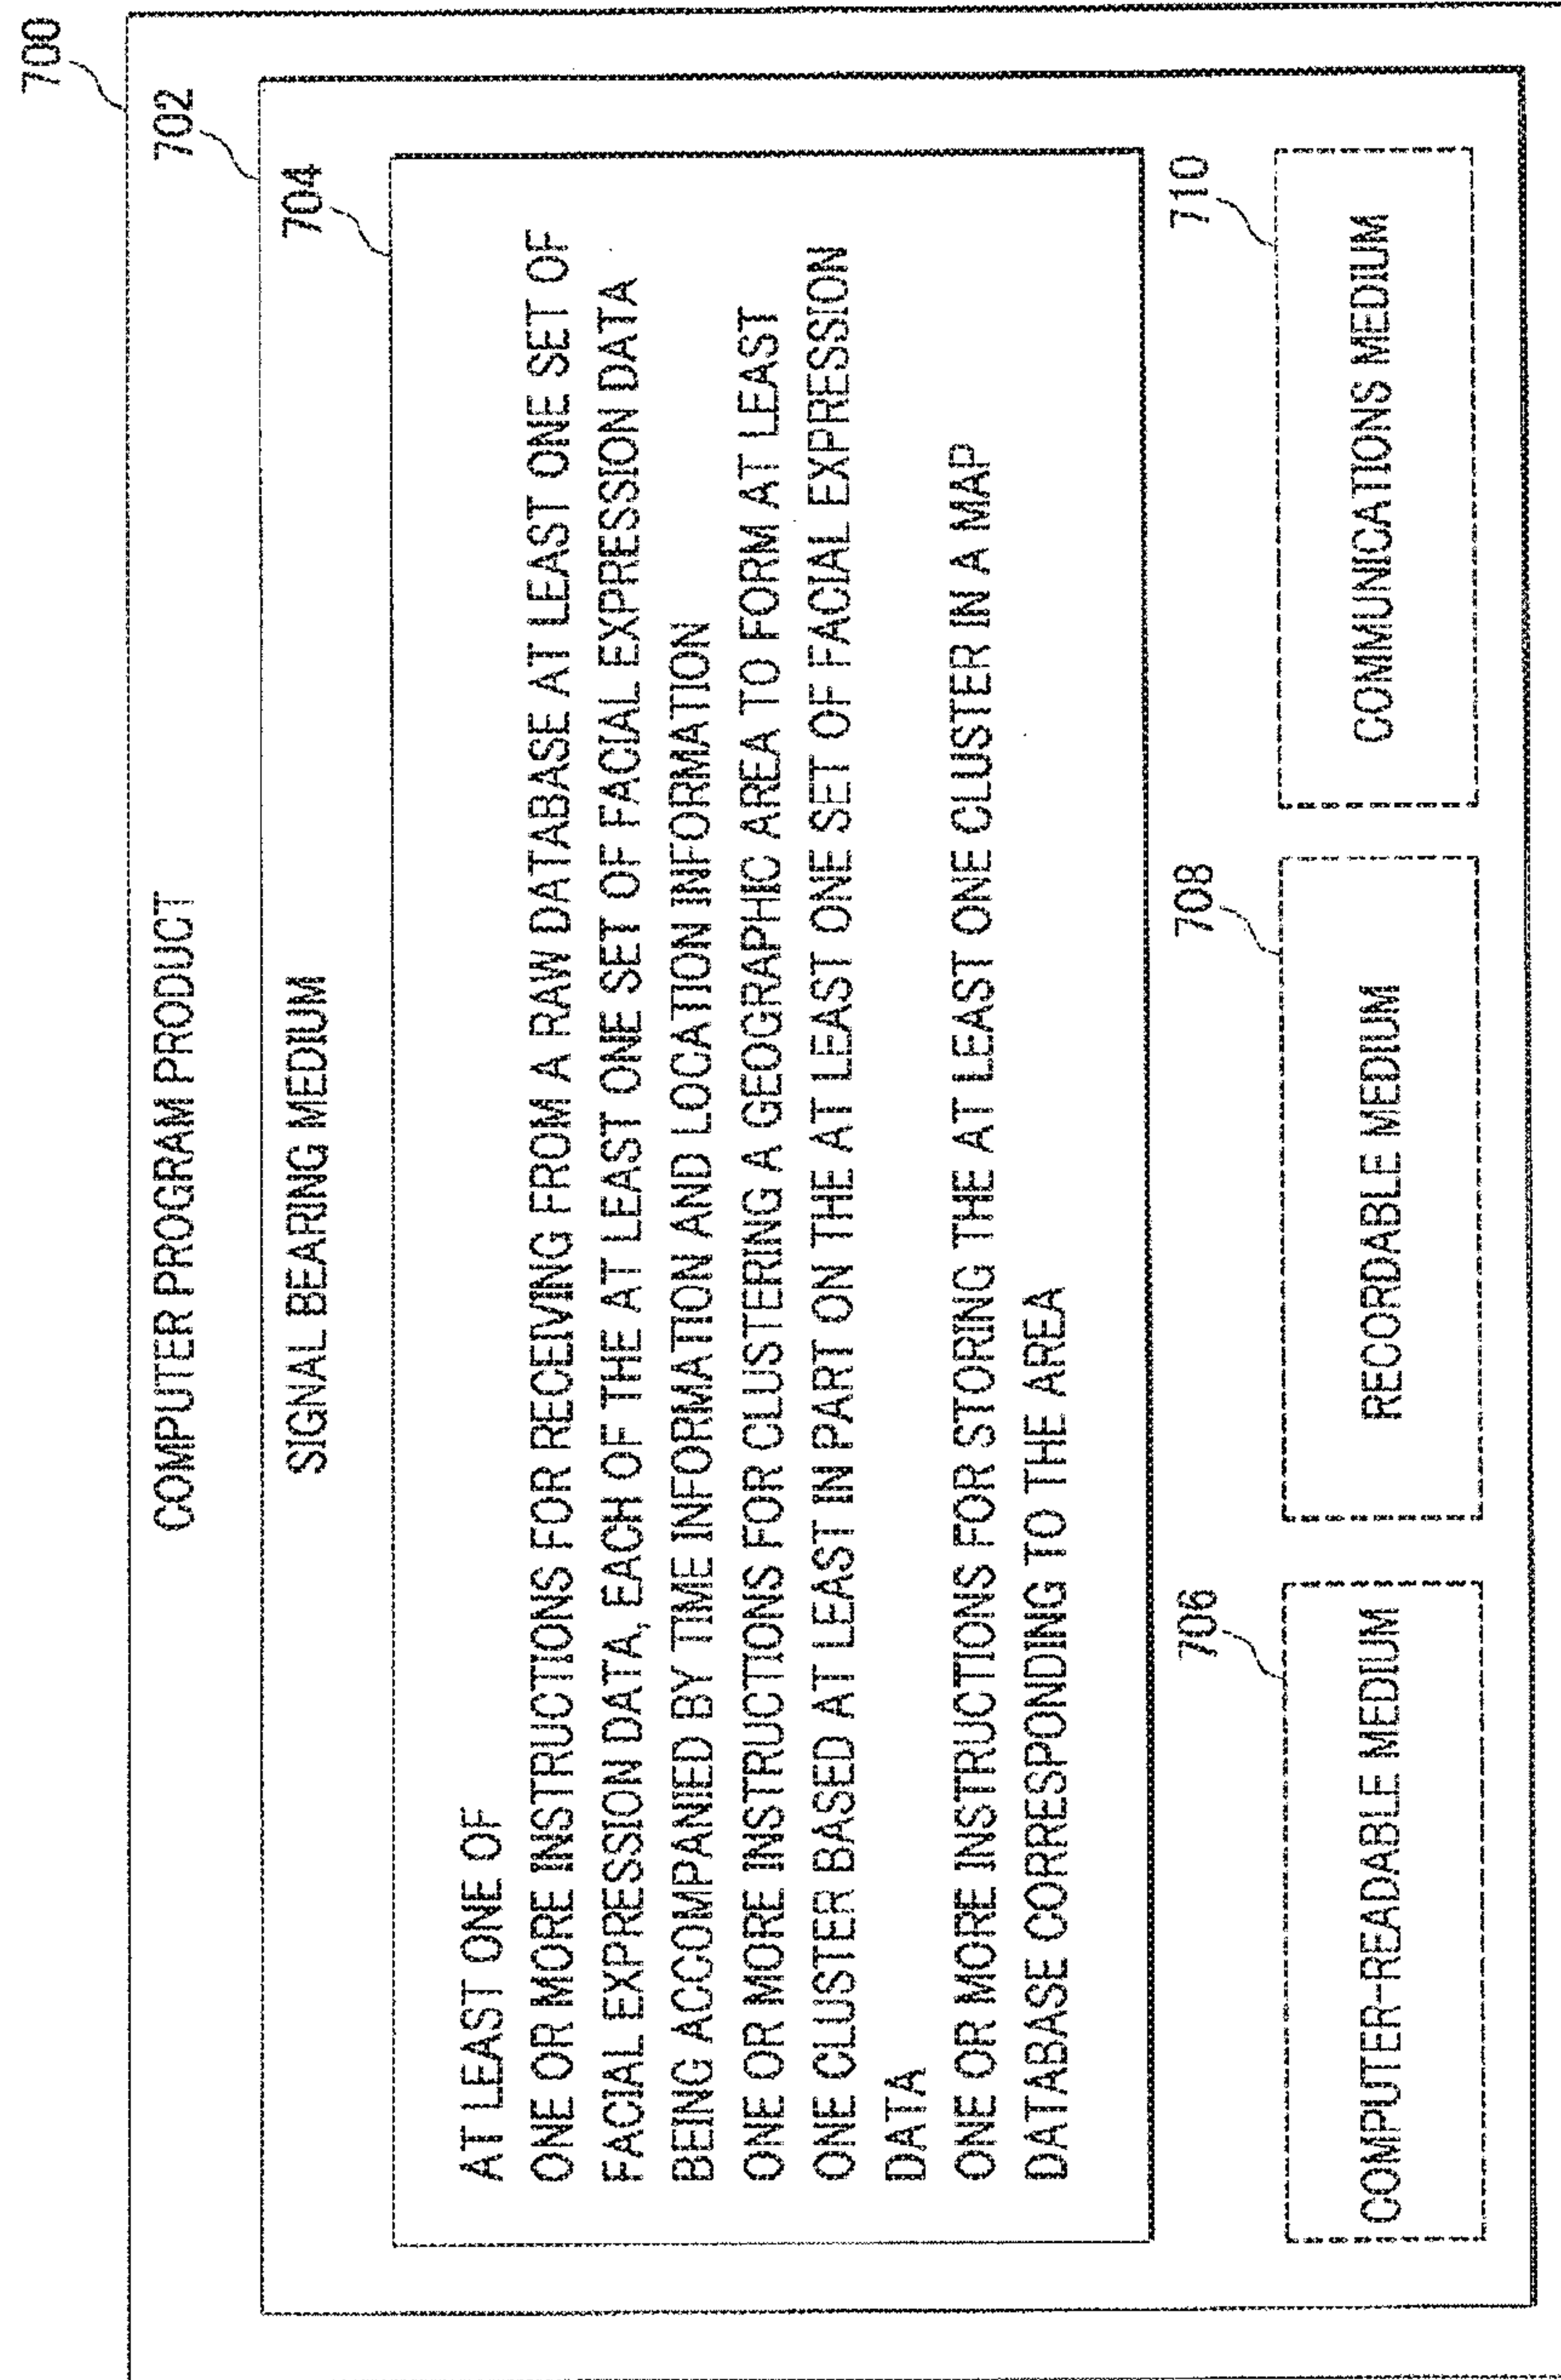 700
COMPUTER PROGRAM PRODUCT
702
SIGNAL BEARING MEDIUM
704
AT LEAST ONE OF
ONE OR MORE INSTRUCTIONS FOR RECEIVING FROM A RAW DATABASE AT LEAST ONE SET OF
FACIAL EXPRESSION DATA, EACH OF THE AT LEAST ONE SET OF FACIAL EXPRESSION DATA
BEING ACCOMPANIED BY TIME INFORMATION AND LOCATION INFORMATION
ONE OR MORE INSTRUCTIONS FOR CLUSTERING A GEOGRAPHIC AREA TO FORM AT LEAST
ONE CLUSTER BASED AT LEAST IN PART ON THE AT LEAST ONE SET OF FACIAL EXPRESSION
DATA
ONE OR MORE INSTRUCTIONS FOR STORING THE AT LEAST ONE CLUSTER IN A MAP
DATABASE CORRESPONDING TO THE AREA
706
COMPUTER-READABLE MEDIUM
708
RECORDABLE MEDIUM
710
COMMUNICATIONS MEDIUM